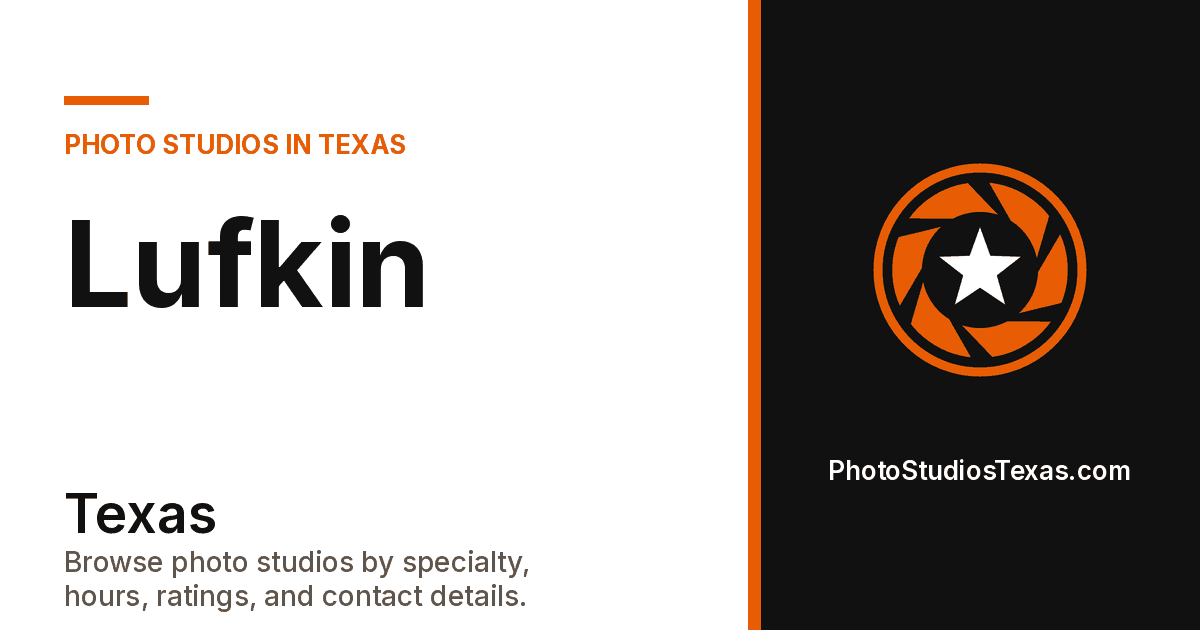 PHOTO STUDIOS IN TEXAS
Lufkin
Texas
Browse photo studios by specialty,
hours, ratings, and contact details.
PhotoStudiosTexas.com